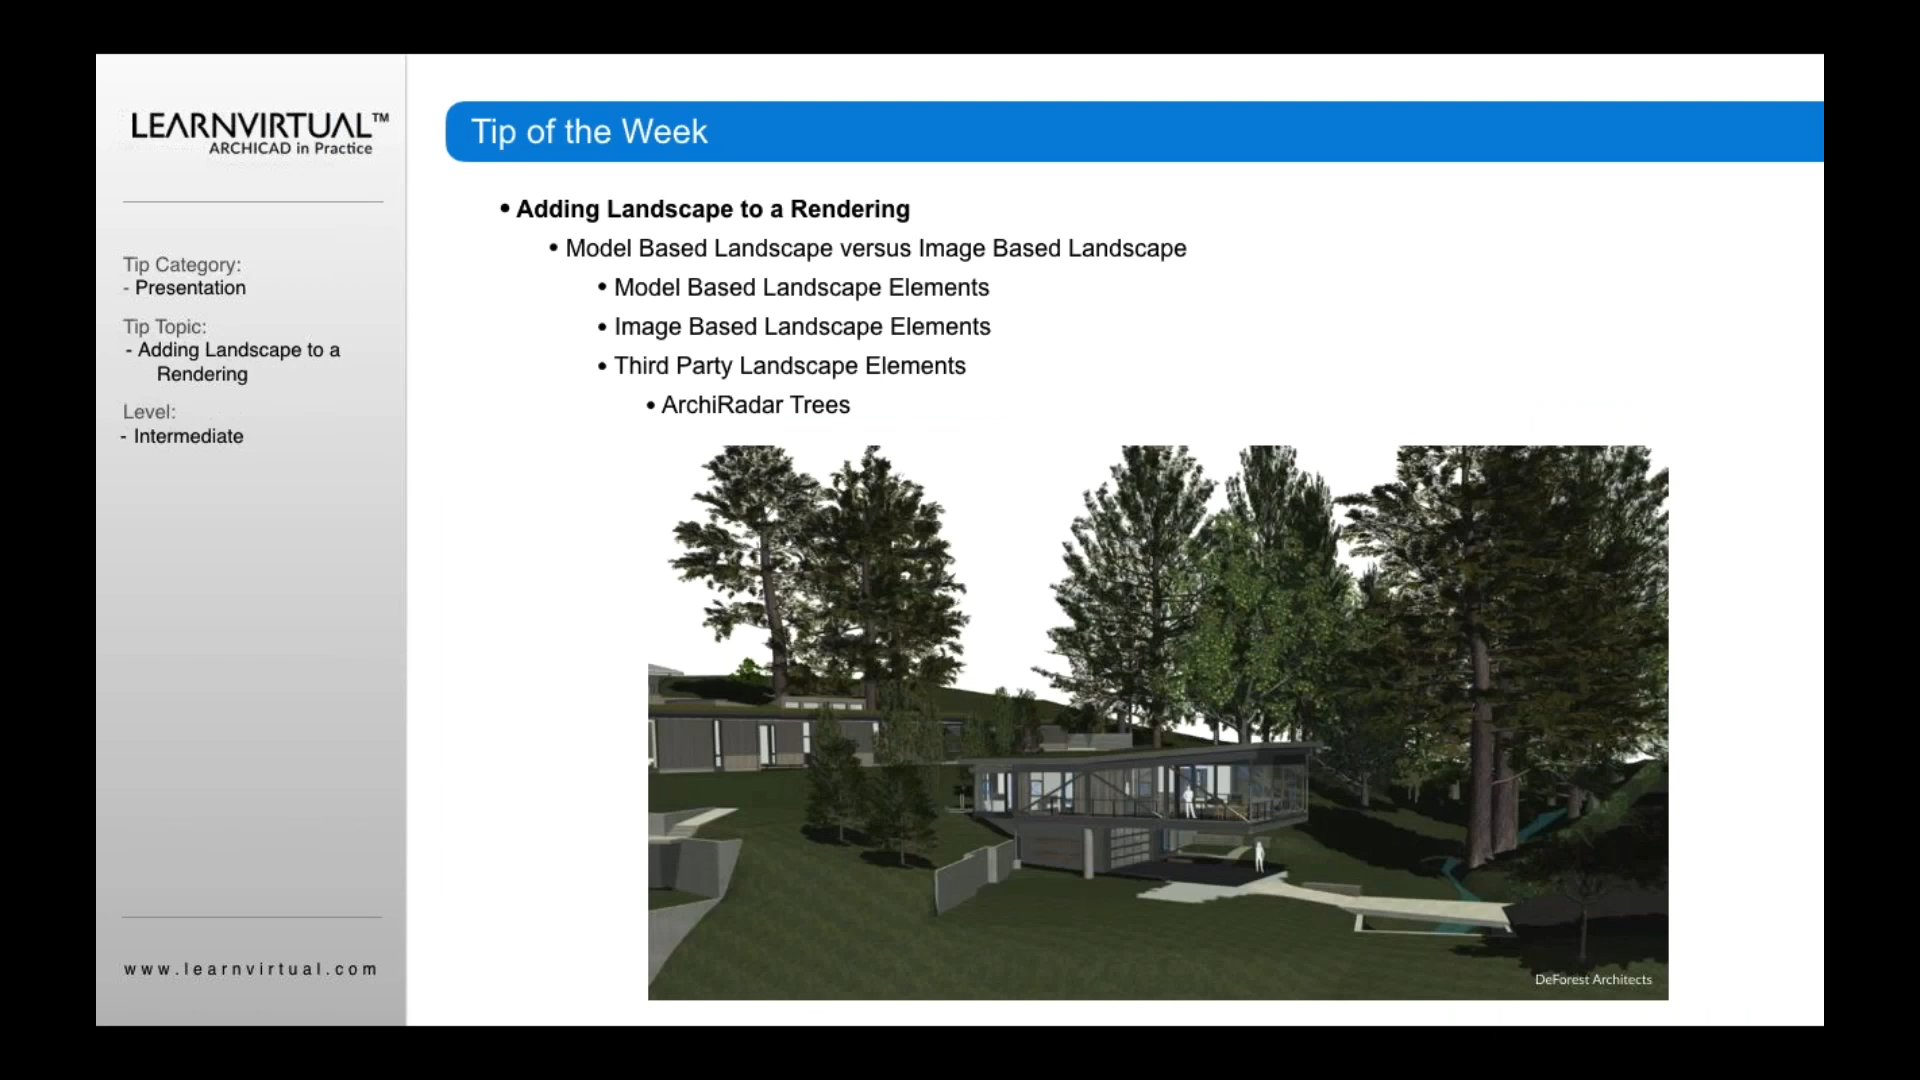 LEARNVIRTUAL™
ARCHICAD in Practice
Tip Category:
- Presentation
Tip Topic:
- Adding Landscape to a
Rendering
Level:
- Intermediate
www.learnvirtual.com
Tip of the Week
• Adding Landscape to a Rendering
• Model Based Landscape versus Image Based Landscape
• Model Based Landscape Elements
• Image Based Landscape Elements
• Third Party Landscape Elements
• ArchiRadar Trees
DeForest Architects